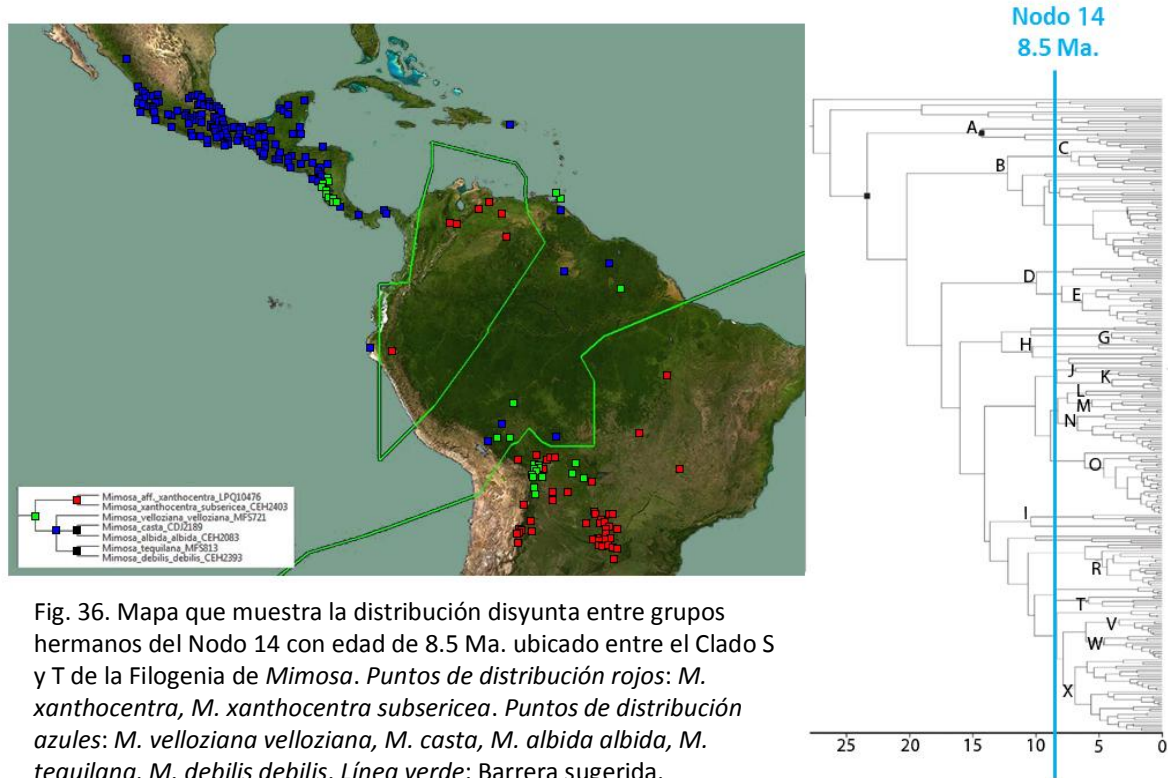 Nodo 14
8.5 Ma.
A
C
B
D
E
G
H
J
K
L
M
N
O
I
R
T
V
W
X
25 20 15 10 5 0
Mimosa_aff._xanthocentra_LPQ10476
Mimosa_xanthocentra_subsericea_CEH2403
Mimosa_velloziana_velloziana_MFS721
Mimosa_casta_CDJ2189
Mimosa_albida_albida_CEH2083
Mimosa_tequilana_MFS813
Mimosa_debilis_debilis_CEH2393
Fig. 36. Mapa que muestra la distribución disyunta entre grupos
hermanos del Nodo 14 con edad de 8.5 Ma. ubicado entre el Clado S
y T de la Filogenia de Mimosa. Puntos de distribución rojos: M.
xanthocentra, M. xanthocentra subsericea. Puntos de distribución
azules: M. velloziana velloziana, M. casta, M. albida albida, M.
tequilana, M. debilis debilis. Línea verde: Barrera sugerida.